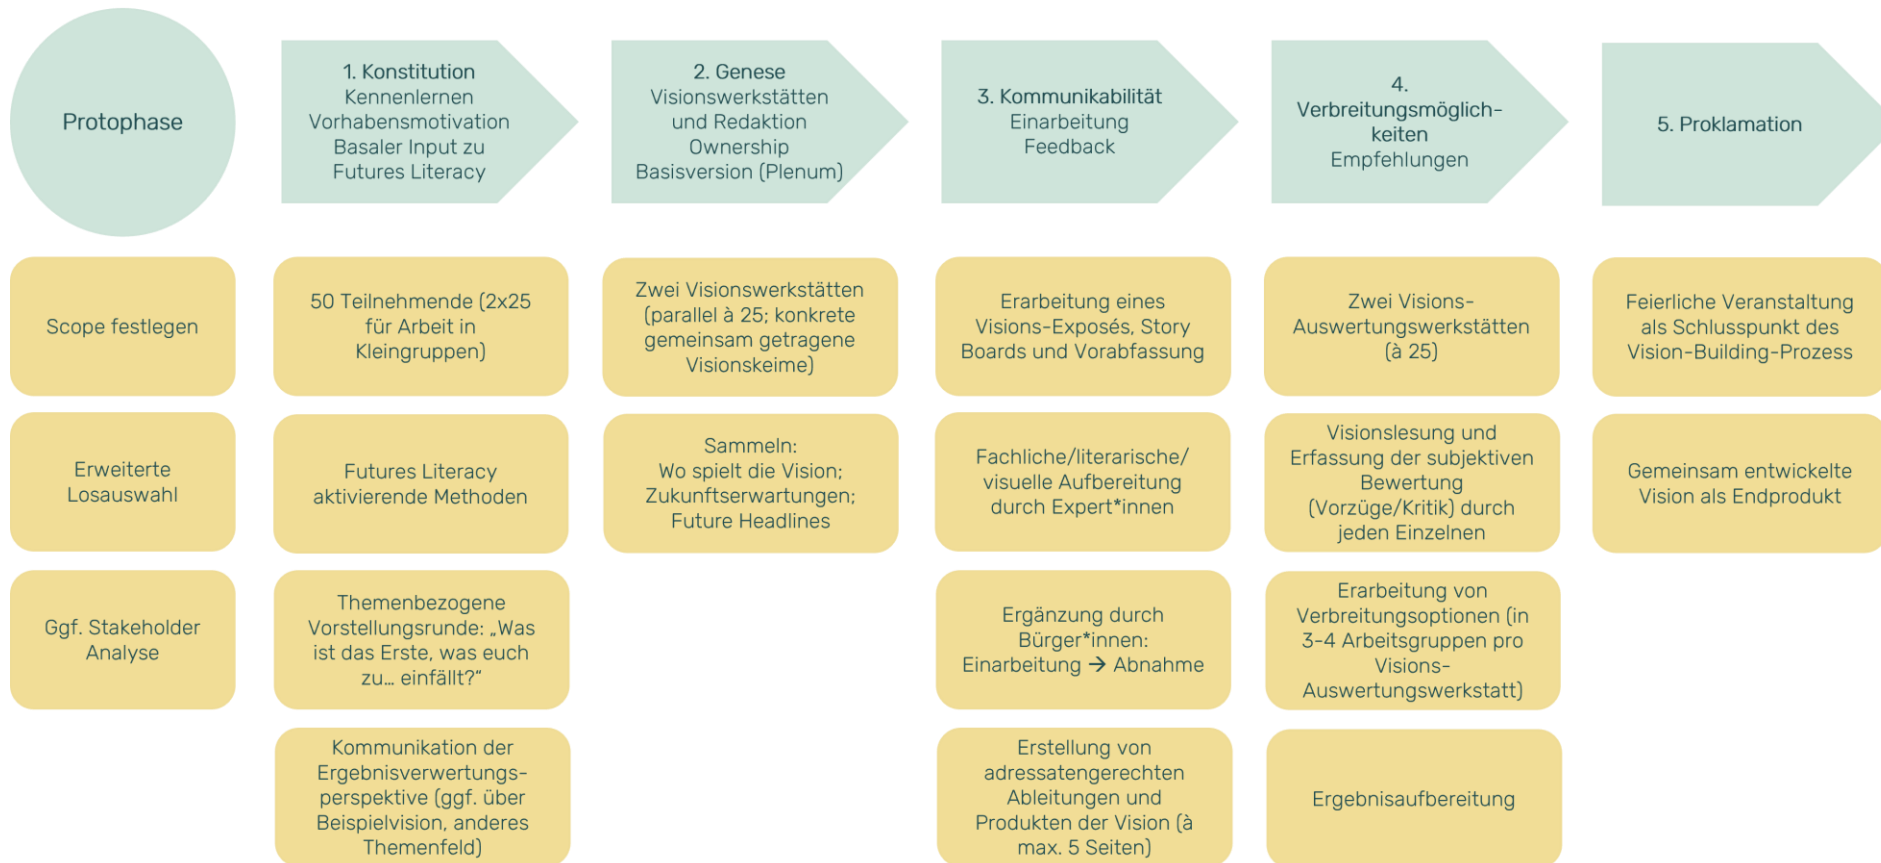 Protophase
1. Konstitution
Kennenlernen
Vorhabensmotivation
Basaler Input zu
Futures Literacy
2. Genese
Visionswerkstätten
und Redaktion
Ownership
Basisversion (Plenum)
3. Kommunikabilität
Einarbeitung
Feedback
4.
Verbreitungsmöglich-
keiten
Empfehlungen
5. Proklamation
Scope festlegen
50 Teilnehmende (2x25
für Arbeit in
Kleingruppen)
Zwei Visionswerkstätten
(parallel à 25; konkrete
gemeinsam getragene
Visionskeime)
Erarbeitung eines
Visions-Exposés, Story
Boards und Vorabfassung
Zwei Visions-
Auswertungswerkstätten
(à 25)
Feierliche Veranstaltung
als Schlusspunkt des
Vision-Building-Prozess
Erweiterte
Losauswahl
Futures Literacy
aktivierende Methoden
Sammeln:
Wo spielt die Vision;
Zukunftserwartungen;
Future Headlines
Fachliche/literarische/
visuelle Aufbereitung
durch Expert*innen
Visionslesung und
Erfassung der subjektiven
Bewertung
(Vorzüge/Kritik) durch
jeden Einzelnen
Gemeinsam entwickelte
Vision als Endprodukt
Ggf. Stakeholder
Analyse
Themenbezogene
Vorstellungsrunde: „Was
ist das Erste, was euch
zu... einfällt?“
Ergänzung durch
Bürger*innen:
Einarbeitung → Abnahme
Erarbeitung von
Verbreitungsoptionen (in
3-4 Arbeitsgruppen pro
Visions-
Auswertungswerkstatt)
Kommunikation der
Ergebnisverwertungs-
perspektive (ggf. über
Beispielvision, anderes
Themenfeld)
Erstellung von
adressatengerechten
Ableitungen und
Produkten der Vision (à
max. 5 Seiten)
Ergebnisaufbereitung